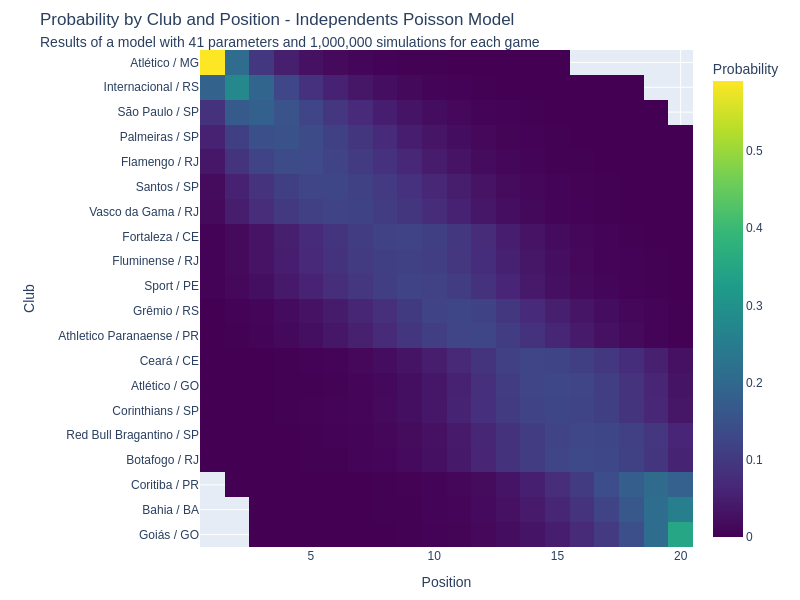 Probability by Club and Position - Independents Poisson Model
Results of a model with 41 parameters and 1,000,000 simulations for each game
Probability
Atlético / MG
Internacional / RS
São Paulo / SP
Palmeiras / SP
Flamengo / RJ
Santos / SP
Vasco da Gama / RJ
Fortaleza / CE
Fluminense / RJ
Sport / PE
Grêmio / RS
Athletico Paranaense / PR
Ceará / CE
Atlético / GO
Corinthians / SP
Red Bull Bragantino / SP
Botafogo / RJ
Coritiba / PR
Bahia / BA
Goiás / GO
Club
5
10
15
20
Position
0.5
0.4
0.3
0.2
0.1
0